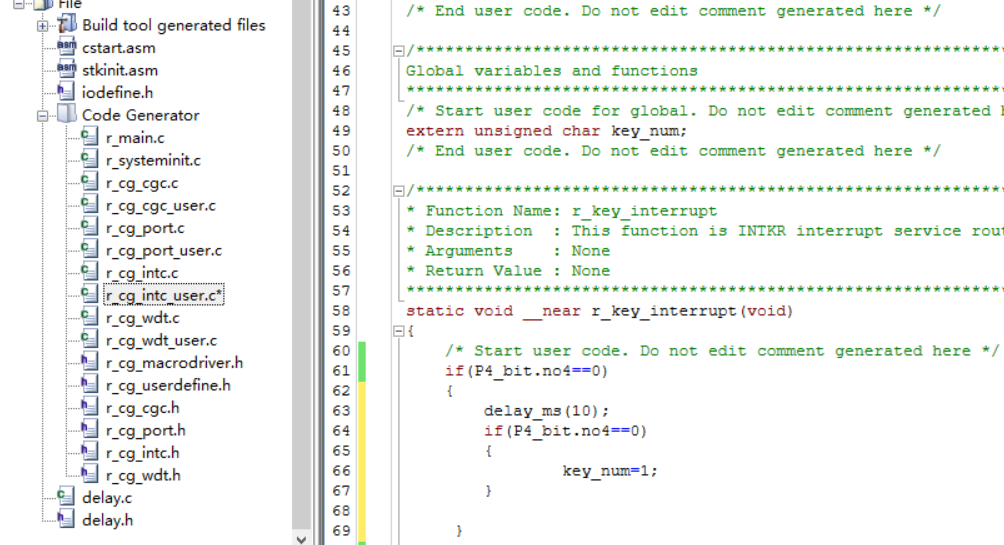 File
Build tool generated files
cstart.asm
stkinit.asm
iodefine.h
Code Generator
r_main.c
r_systeminit.c
r_cg_cgc.c
r_cg_cgc_user.c
r_cg_port.c
r_cg_port_user.c
r_cg_intc.c
r_cg_intc_user.c*
r_cg_wdt.c
r_cg_wdt_user.c
r_cg_macrodriver.h
r_cg_userdefine.h
r_cg_cgc.h
r_cg_port.h
r_cg_intc.h
r_cg_wdt.h
delay.c
delay.h
43 /* End user code. Do not edit comment generated here */
44
45 /************************************************************
46 Global variables and functions
47 *************************************************************
48 /* Start user code for global. Do not edit comment generated
49 extern unsigned char key_num;
50 /* End user code. Do not edit comment generated here */
51
52 /************************************************************
53 * Function Name: r_key_interrupt
54 * Description  : This function is INTKR interrupt service rout
55 * Arguments    : None
56 * Return Value : None
57 *************************************************************
58 static void __near r_key_interrupt(void)
59 {
60     /* Start user code. Do not edit comment generated here */
61     if(P4_bit.no4==0)
62     {
63         delay_ms(10);
64         if(P4_bit.no4==0)
65         {
66                 key_num=1;
67         }
68
69      }